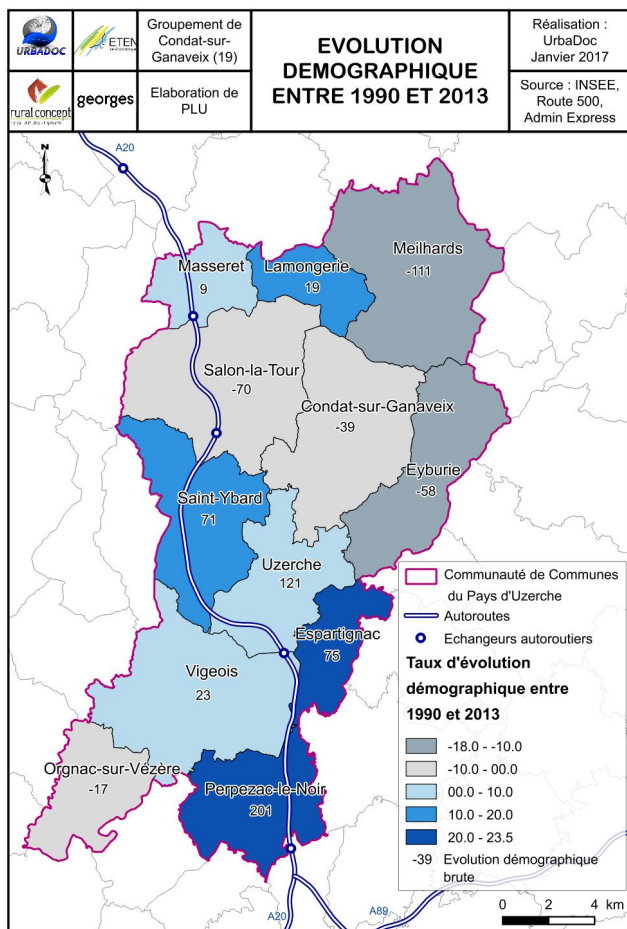 URBADOC
ETEN
rural concept
georges
Groupement de
Condat-sur-
Ganaveix (19)
Elaboration de
PLU
EVOLUTION
DEMOGRAPHIQUE
ENTRE 1990 ET 2013
Réalisation :
UrbaDoc
Janvier 2017
Source : INSEE,
Route 500,
Admin Express
A20
N
Meilhards
-111
Masseret
9
Lamongerie
19
Salon-la-Tour
-70
Condat-sur-Ganaveix
-39
Eyburie
-58
Saint-Ybard
71
Uzerche
121
Espartignac
75
Vigeois
23
Orgnac-sur-Vézère
-17
Perpezac-le-Noir
201
A20
A89
Communauté de Communes
du Pays d'Uzerche
Autoroutes
Echangeurs autoroutiers
Taux d'évolution
démographique entre
1990 et 2013
-18.0 - -10.0
-10.0 - 00.0
00.0 - 10.0
10.0 - 20.0
20.0 - 23.5
-39 Evolution démographique
brute
0 2 4 km